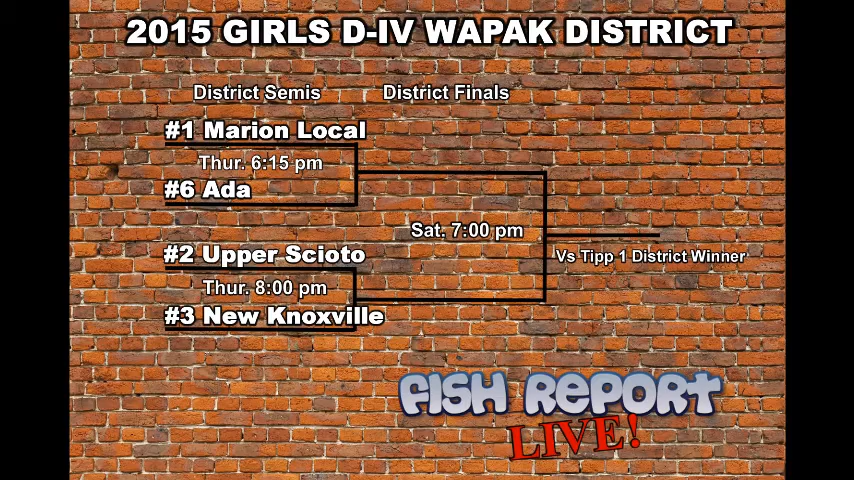 2015 GIRLS D-IV WAPAK DISTRICT
District Semis District Finals
#1 Marion Local
Thur. 6:15 pm
#6 Ada
Sat. 7:00 pm
#2 Upper Scioto
Vs Tipp 1 District Winner
Thur. 8:00 pm
#3 New Knoxville
FISH REPORT
LIVE!